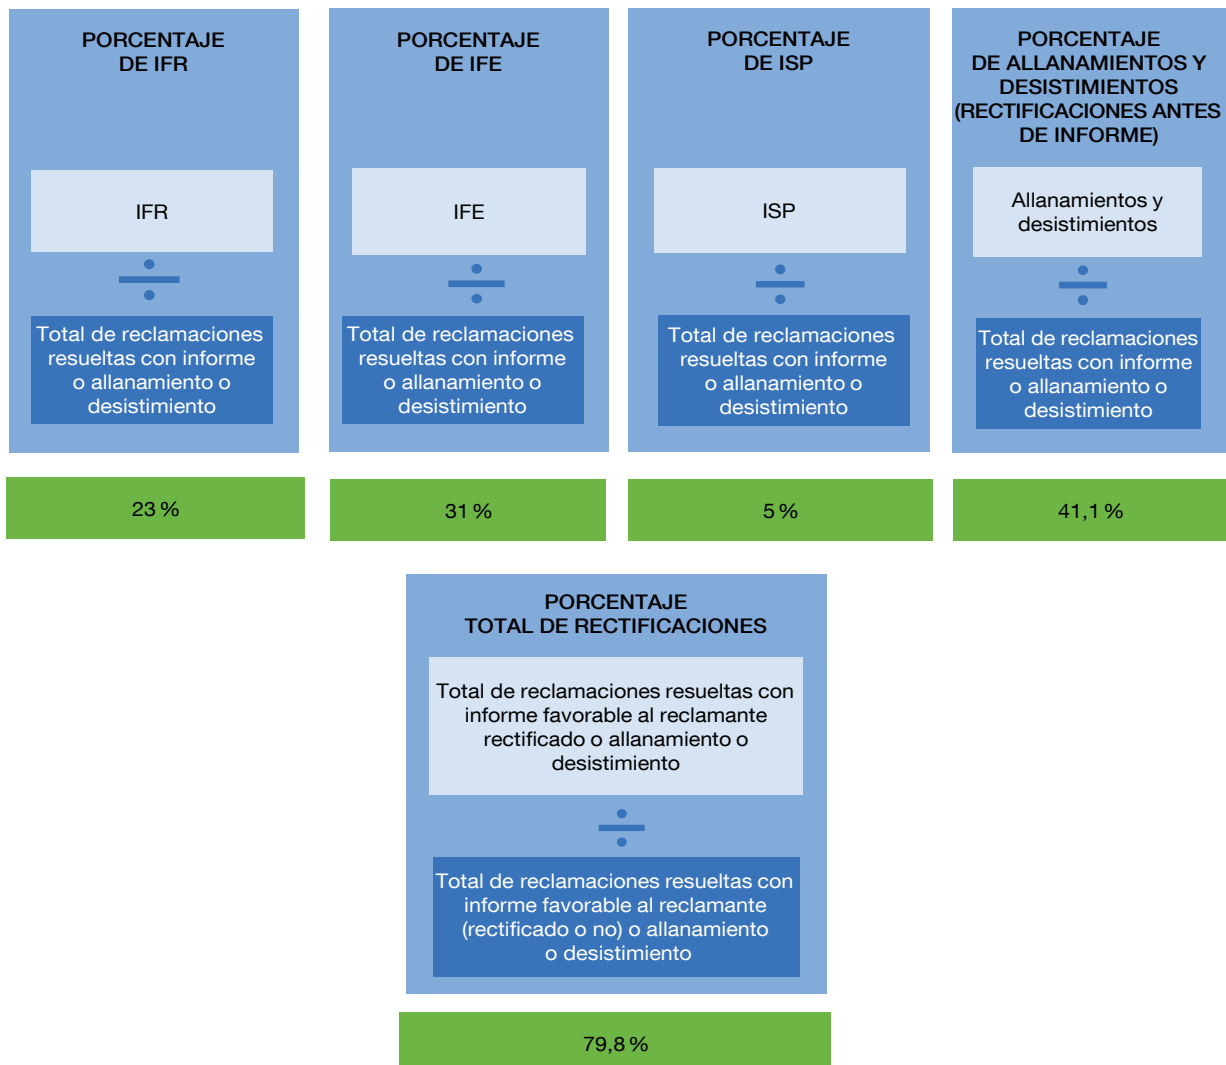 PORCENTAJE
DE IFR
IFR
Total de reclamaciones
resueltas con informe
o allanamiento o
desistimiento
23 %
PORCENTAJE
DE IFE
IFE
Total de reclamaciones
resueltas con informe
o allanamiento o
desistimiento
31 %
PORCENTAJE
DE ISP
ISP
Total de reclamaciones
resueltas con informe
o allanamiento o
desistimiento
5 %
PORCENTAJE
DE ALLANAMIENTOS Y
DESISTIMIENTOS
(RECTIFICACIONES ANTES
DE INFORME)
Allanamientos y
desistimientos
Total de reclamaciones
resueltas con informe
o allanamiento o
desistimiento
41,1 %
PORCENTAJE
TOTAL DE RECTIFICACIONES
Total de reclamaciones resueltas con
informe favorable al reclamante
rectificado o allanamiento o
desistimiento
Total de reclamaciones resueltas con
informe favorable al reclamante
(rectificado o no) o allanamiento
o desistimiento
79,8 %